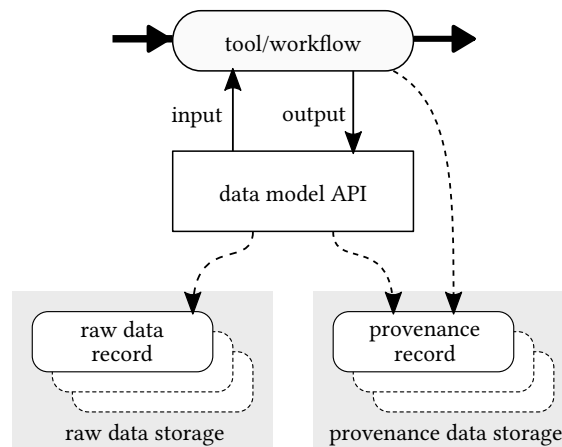 tool/workflow
input
output
data model API
raw data
record
provenance
record
raw data storage
provenance data storage